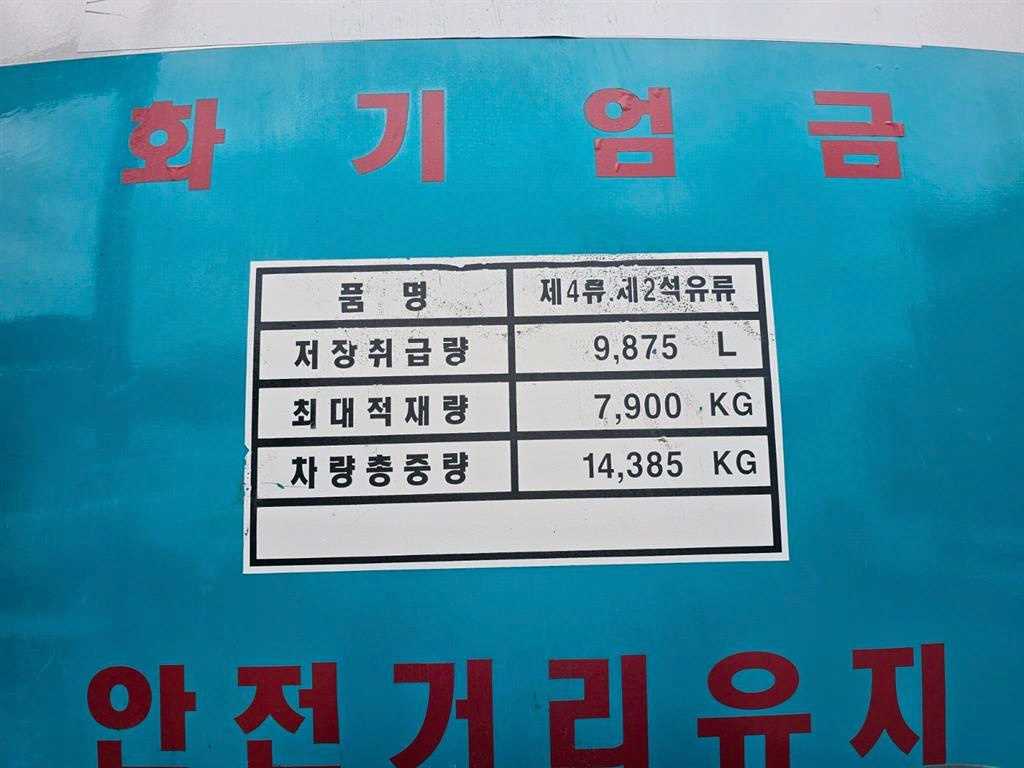 화기엄금
품 명 제4류.제2석유류
저장취급량 9,875 L
최대적재량 7,900 KG
차량총중량 14,385 KG
안전거리유지